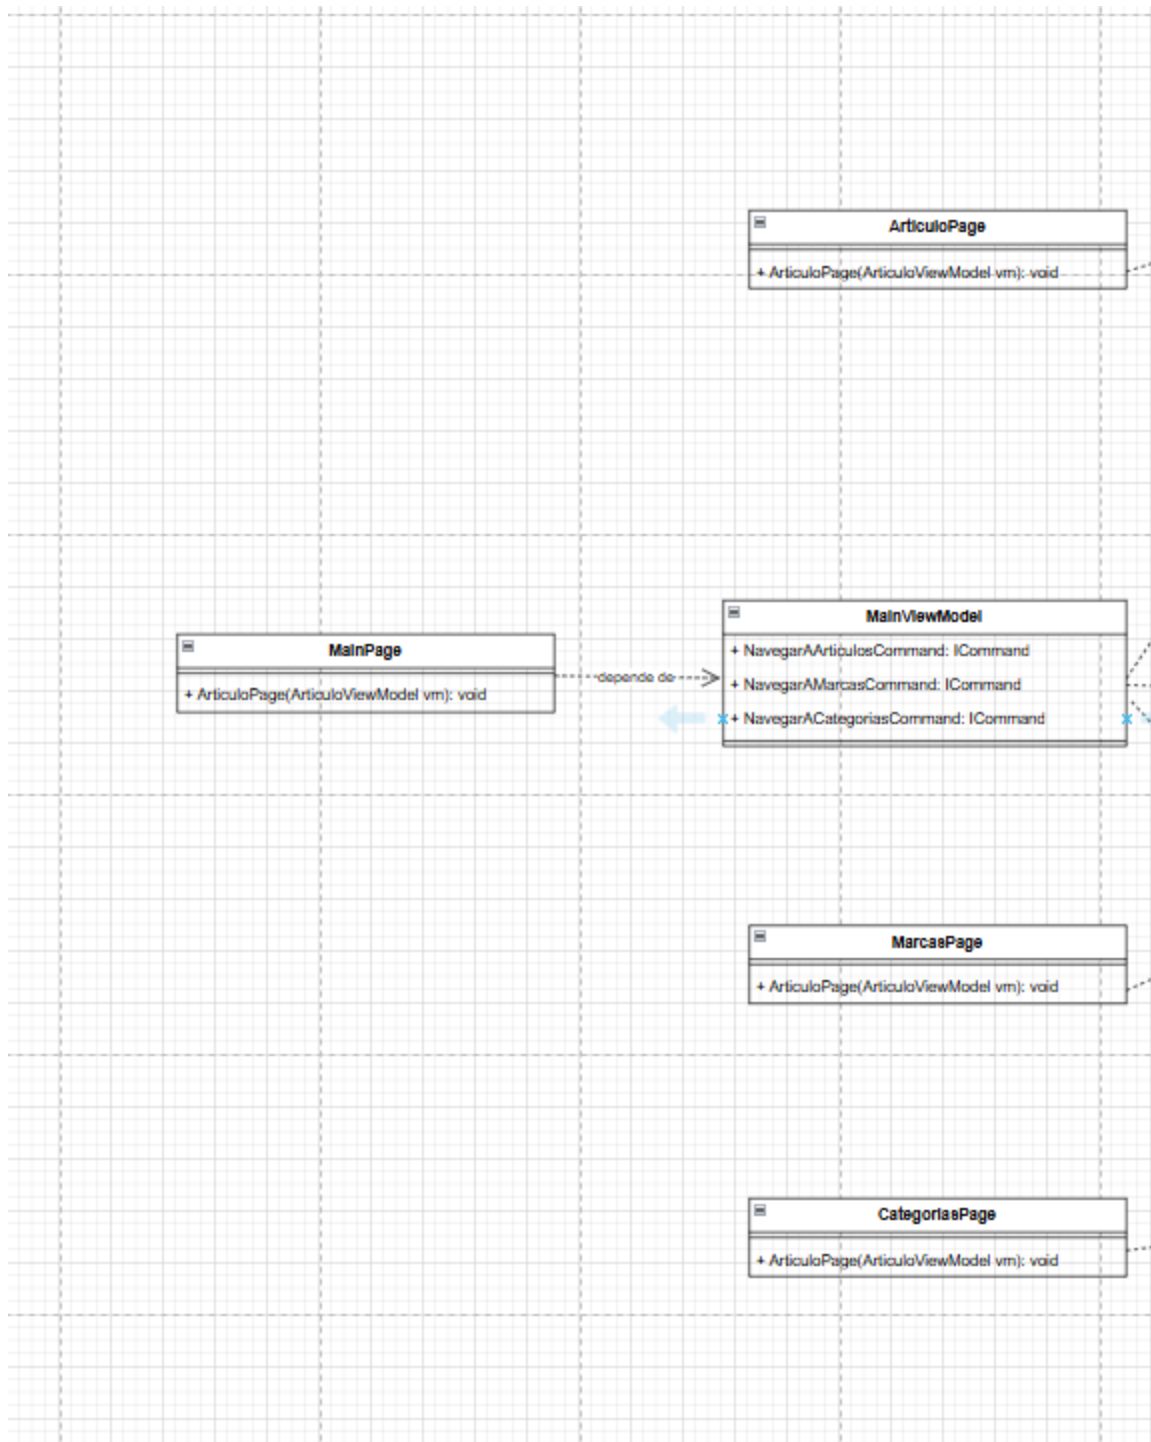 ArticuloPage
+ ArticuloPage(ArticuloViewModel vm): void
MainViewModel
+ NavegarAArticulosCommand: ICommand
+ NavegarAMarcasCommand: ICommand
+ NavegarACategoriasCommand: ICommand
MainPage
+ ArticuloPage(ArticuloViewModel vm): void
depende de
MarcasPage
+ ArticuloPage(ArticuloViewModel vm): void
CategoriasPage
+ ArticuloPage(ArticuloViewModel vm): void